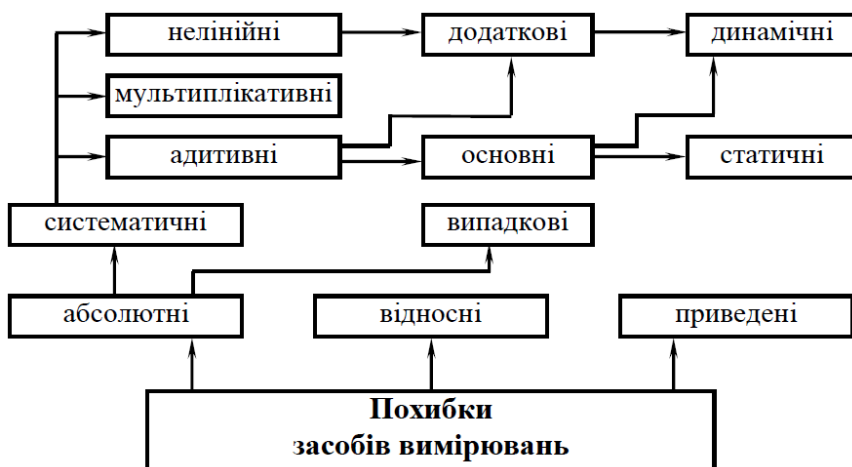 нелінійні
додаткові
динамічні
мультиплікативні
адитивні
основні
статичні
систематичні
випадкові
абсолютні
відносні
приведені
Похибки
засобів вимірювань